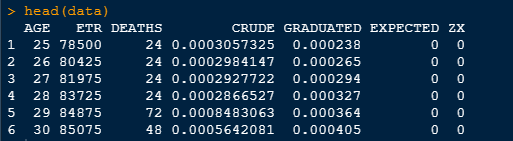 > head(data)
AGE ETR DEATHS CRUDE GRADUATED EXPECTED ZX
1 25 78500 24 0.0003057325 0.000238 0 0
2 26 80425 24 0.0002984147 0.000265 0 0
3 27 81975 24 0.0002927722 0.000294 0 0
4 28 83725 24 0.0002866527 0.000327 0 0
5 29 84875 72 0.0008483063 0.000364 0 0
6 30 85075 48 0.0005642081 0.000405 0 0